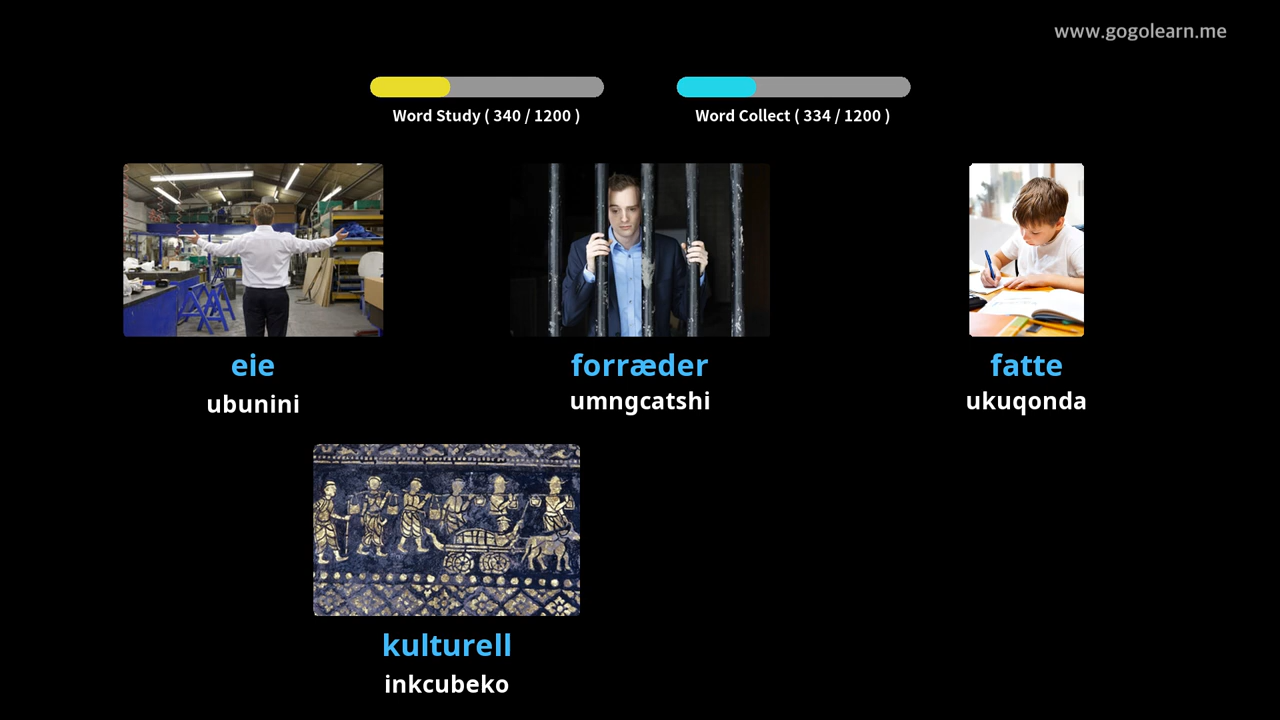 www.gogolearn.me
Word Study ( 340 / 1200 )
Word Collect ( 334 / 1200 )
eie
ubunini
forræder
umngcatshi
fatte
ukuqonda
kulturell
inkcubeko